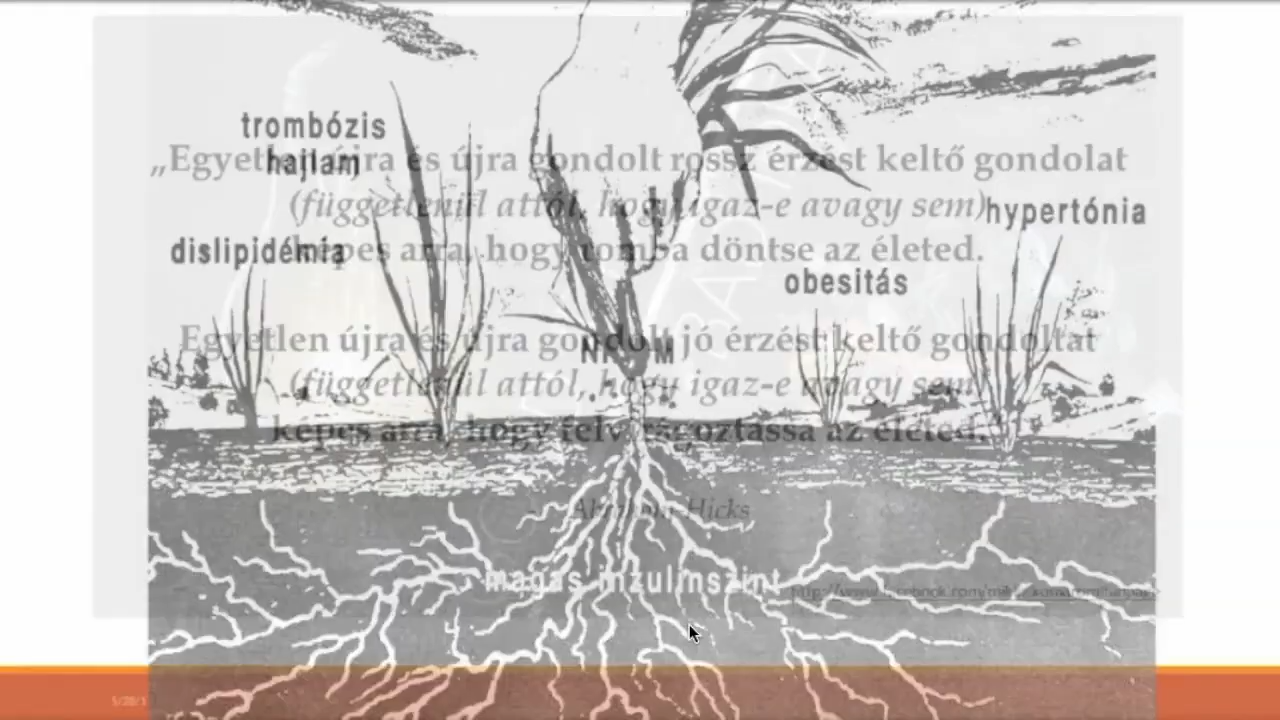 trombózis
hajlam
„Egyetlen újra és újra gondolt rossz érzést keltő gondolat
(függetlenül attól, hogy igaz-e avagy sem)
hypertónia
dislipidémia
képes arra, hogy romba döntse az életed.
obesitás
Egyetlen újra és újra gondolt jó érzést keltő gondoltat
(függetlenül attól, hogy igaz-e avagy sem)
képes arra, hogy felvirágoztassa az életed.
Abraham Hicks
magas inzulinszint